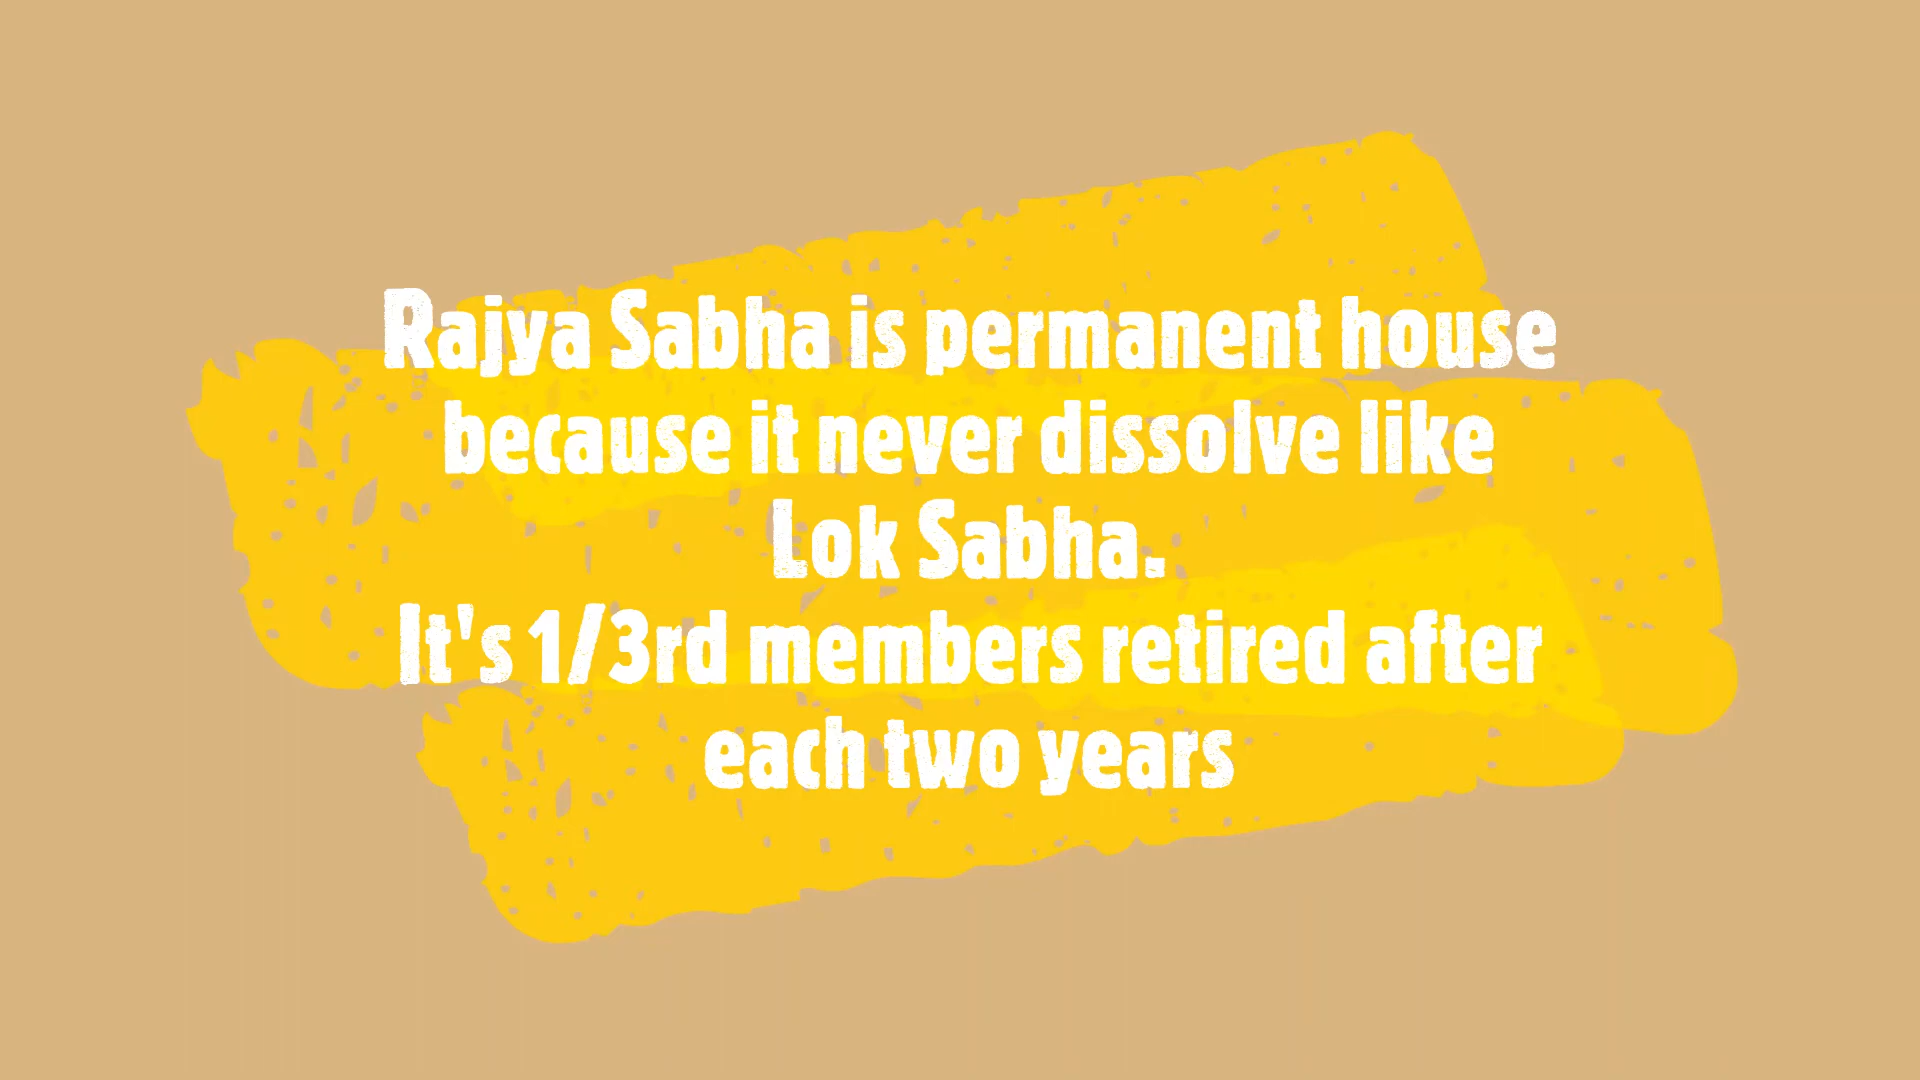 Rajya Sabha is permanent house
because it never dissolve like
Lok Sabha.
It's 1/3rd members retired after
each two years